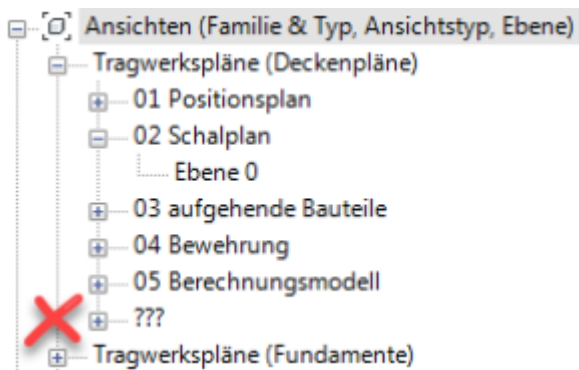 Ansichten (Familie & Typ, Ansichtstyp, Ebene)
Tragwerkspläne (Deckenpläne)
01 Positionsplan
02 Schalplan
Ebene 0
03 aufgehende Bauteile
04 Bewehrung
05 Berechnungsmodell
???
Tragwerkspläne (Fundamente)